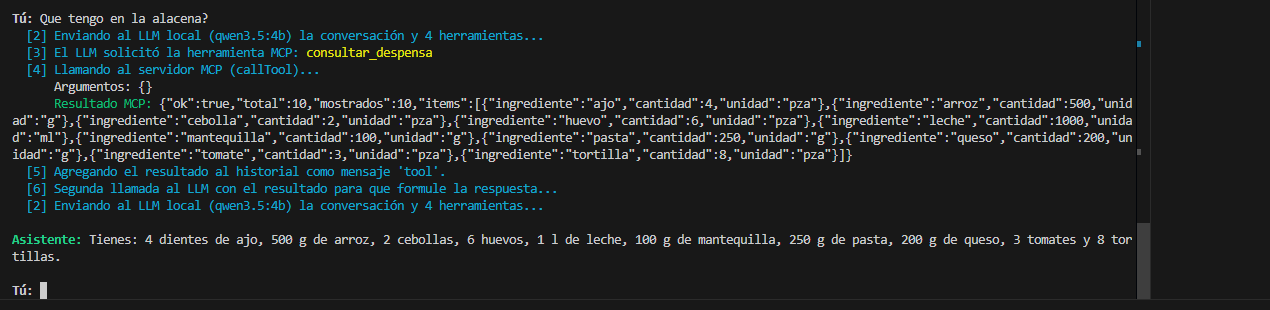 Tú: Que tengo en la alacena?
[2] Enviando al LLM local (qwen3.5:4b) la conversación y 4 herramientas...
[3] El LLM solicitó la herramienta MCP: consultar_despensa
[4] Llamando al servidor MCP (callTool)...
Argumentos: {}
Resultado MCP: {"ok":true,"total":10,"mostrados":10,"items":[{"ingrediente":"ajo","cantidad":4,"unidad":"pza"},{"ingrediente":"arroz","cantidad":500,"unid
ad":"g"},{"ingrediente":"cebolla","cantidad":2,"unidad":"pza"},{"ingrediente":"huevo","cantidad":6,"unidad":"pza"},{"ingrediente":"leche","cantidad":1000,"unida
d":"ml"},{"ingrediente":"mantequilla","cantidad":100,"unidad":"g"},{"ingrediente":"pasta","cantidad":250,"unidad":"g"},{"ingrediente":"queso","cantidad":200,"un
idad":"g"},{"ingrediente":"tomate","cantidad":3,"unidad":"pza"},{"ingrediente":"tortilla","cantidad":8,"unidad":"pza"}]}
[5] Agregando el resultado al historial como mensaje 'tool'.
[6] Segunda llamada al LLM con el resultado para que formule la respuesta...
[2] Enviando al LLM local (qwen3.5:4b) la conversación y 4 herramientas...
Asistente: Tienes: 4 dientes de ajo, 500 g de arroz, 2 cebollas, 6 huevos, 1 l de leche, 100 g de mantequilla, 250 g de pasta, 200 g de queso, 3 tomates y 8 tor
tillas.
Tú: